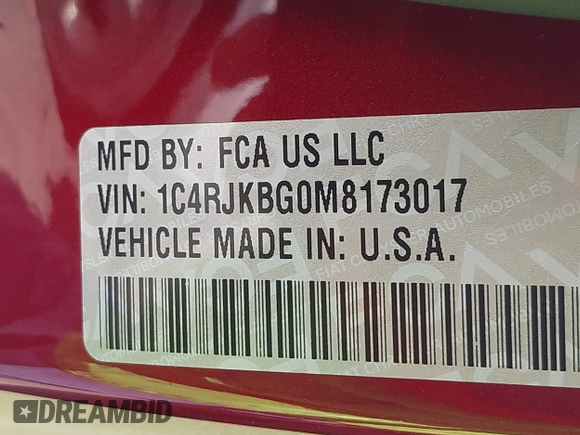 MFD BY: FCA US LLC
VIN: 1C4RJKBG0M8173017
VEHICLE MADE IN: U.S.A.
DREAMBID